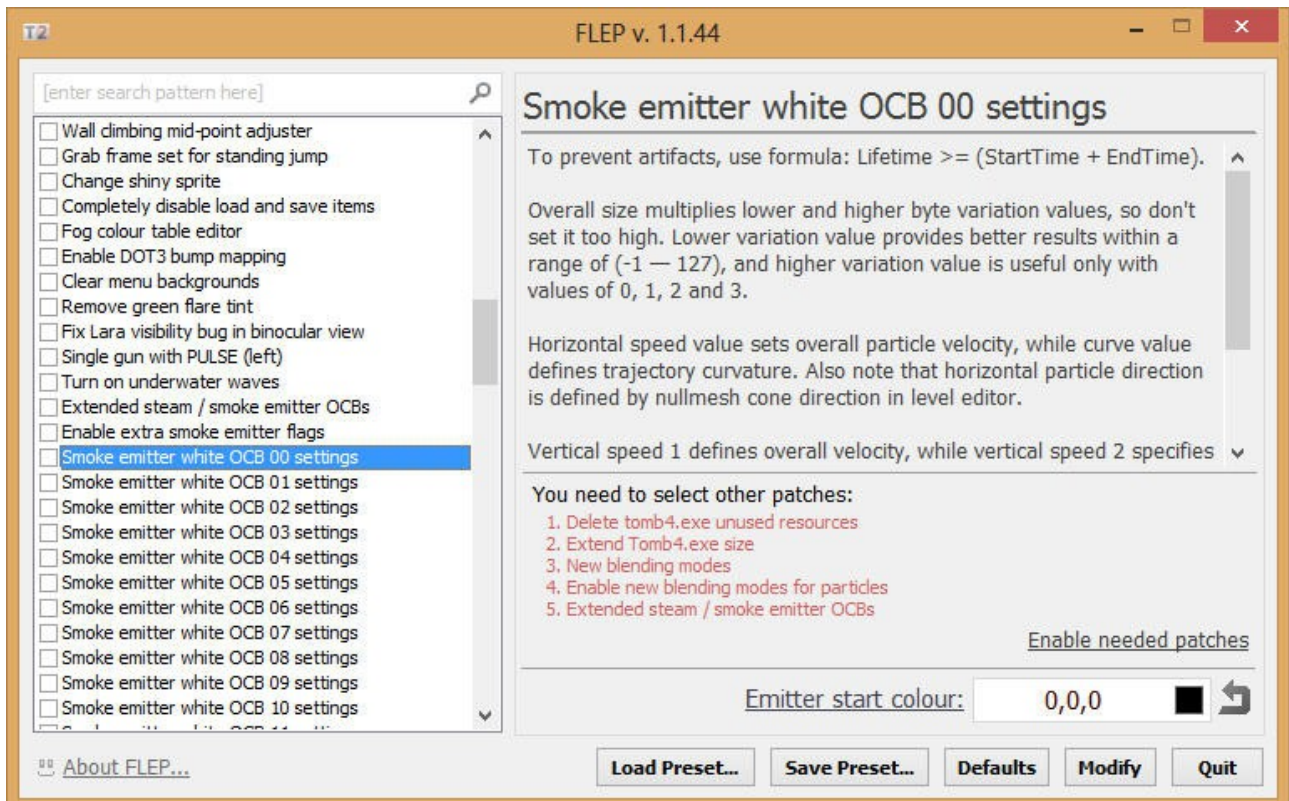 T2
FLEP v. 1.1.44
[enter search pattern here]
Wall climbing mid-point adjuster
Grab frame set for standing jump
Change shiny sprite
Completely disable load and save items
Fog colour table editor
Enable DOT3 bump mapping
Clear menu backgrounds
Remove green flare tint
Fix Lara visibility bug in binocular view
Single gun with PULSE (left)
Turn on underwater waves
Extended steam / smoke emitter OCBs
Enable extra smoke emitter flags
Smoke emitter white OCB 00 settings
Smoke emitter white OCB 01 settings
Smoke emitter white OCB 02 settings
Smoke emitter white OCB 03 settings
Smoke emitter white OCB 04 settings
Smoke emitter white OCB 05 settings
Smoke emitter white OCB 06 settings
Smoke emitter white OCB 07 settings
Smoke emitter white OCB 08 settings
Smoke emitter white OCB 09 settings
Smoke emitter white OCB 10 settings
Smoke emitter white OCB 00 settings
To prevent artifacts, use formula: Lifetime >= (StartTime + EndTime).
Overall size multiplies lower and higher byte variation values, so don't
set it too high. Lower variation value provides better results within a
range of (-1 — 127), and higher variation value is useful only with
values of 0, 1, 2 and 3.
Horizontal speed value sets overall particle velocity, while curve value
defines trajectory curvature. Also note that horizontal particle direction
is defined by nullmesh cone direction in level editor.
Vertical speed 1 defines overall velocity, while vertical speed 2 specifies
You need to select other patches:
1. Delete tomb4.exe unused resources
2. Extend Tomb4.exe size
3. New blending modes
4. Enable new blending modes for particles
5. Extended steam / smoke emitter OCBs
Enable needed patches
Emitter start colour: 0,0,0
About FLEP...
Load Preset... Save Preset... Defaults Modify Quit